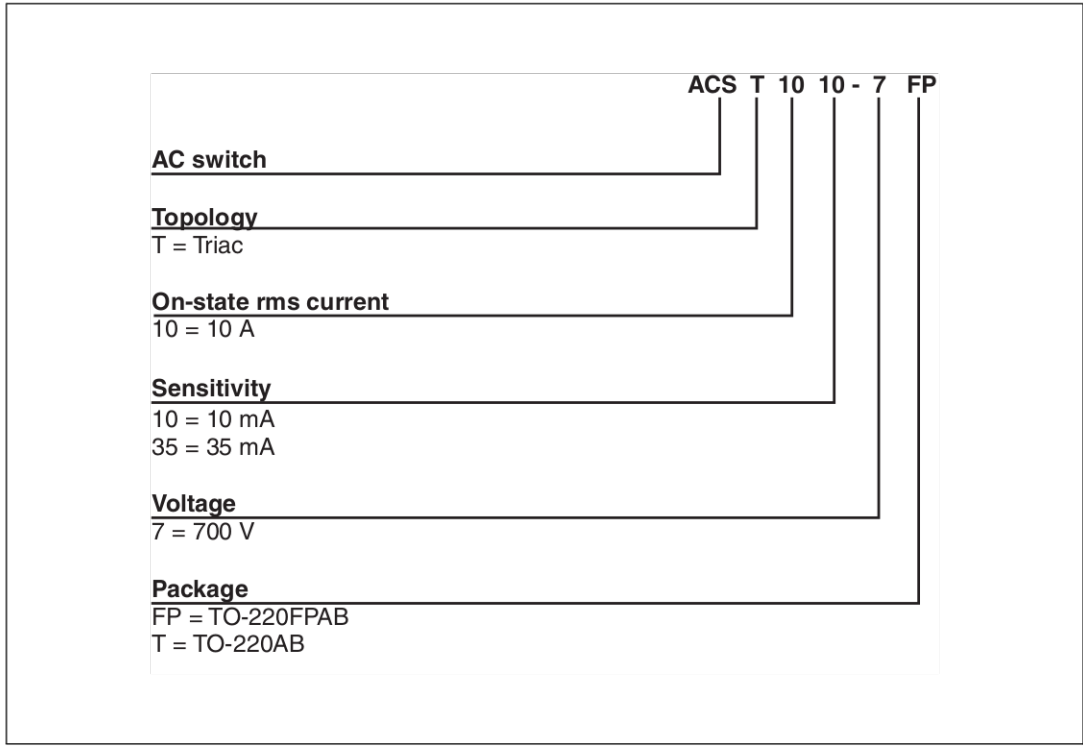 ACS T 10 10 - 7 FP
AC switch
Topology
T = Triac
On-state rms current
10 = 10 A
Sensitivity
10 = 10 mA
35 = 35 mA
Voltage
7 = 700 V
Package
FP = TO-220FPAB
T = TO-220AB